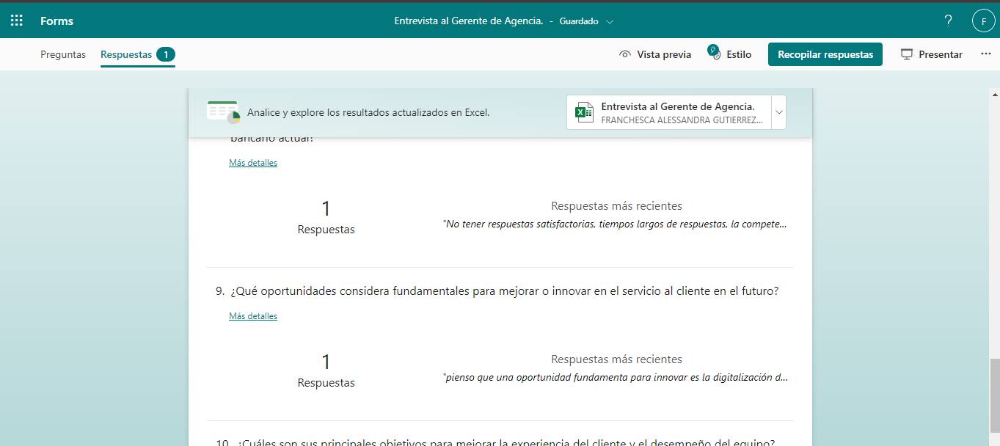 Forms
Entrevista al Gerente de Agencia. - Guardado
?
F
Preguntas
Respuestas 1
Vista previa
Estilo
Recopilar respuestas
Presentar
...
Analice y explore los resultados actualizados en Excel.
Entrevista al Gerente de Agencia.
FRANCHESCA ALESSANDRA GUTIERREZ...
bancario actual?
Más detalles
1
Respuestas
Respuestas más recientes
"No tener respuestas satisfactorias, tiempos largos de respuestas, la compete...
9. ¿Qué oportunidades considera fundamentales para mejorar o innovar en el servicio al cliente en el futuro?
Más detalles
1
Respuestas
Respuestas más recientes
"pienso que una oportunidad fundamenta para innovar es la digitalización d...
10. ¿Cuáles son sus principales objetivos para mejorar la experiencia del cliente y el desempeño del equipo?